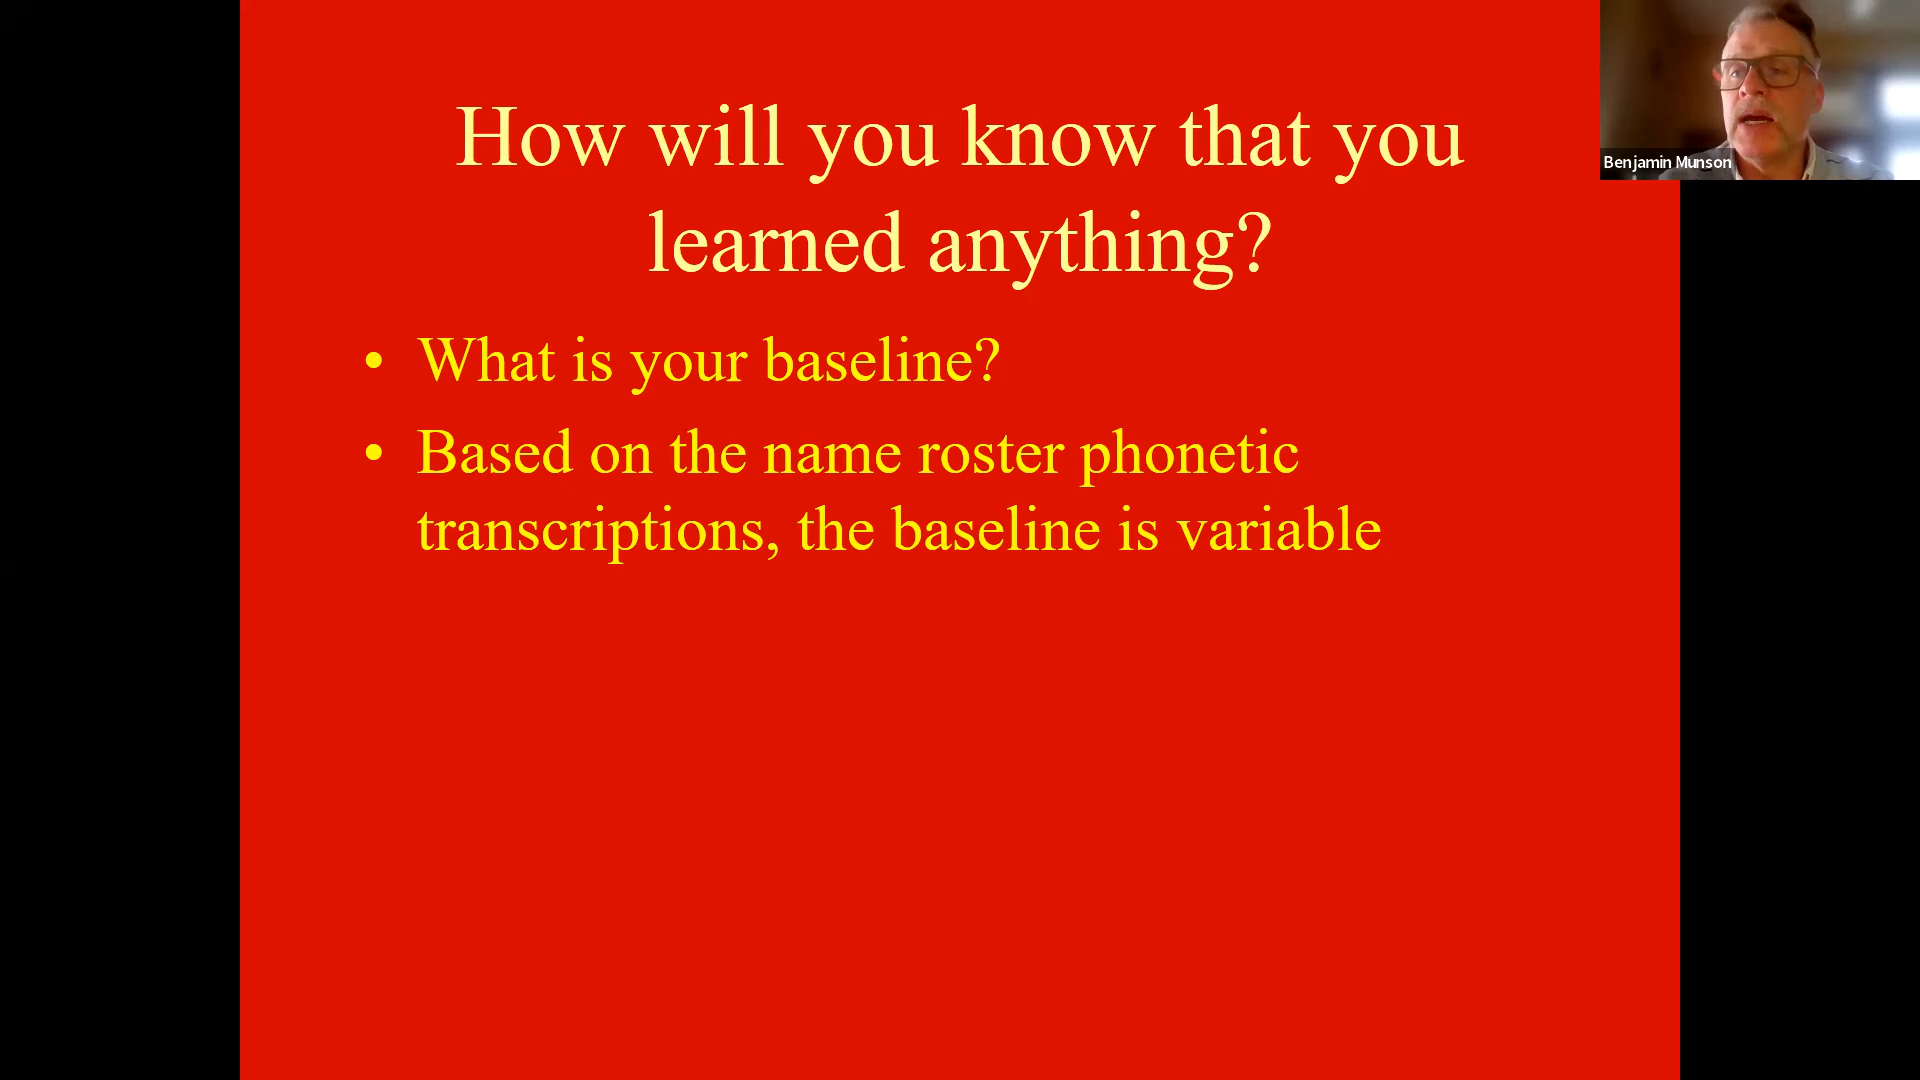 How will you know that you
learned anything?
• What is your baseline?
• Based on the name roster phonetic
transcriptions, the baseline is variable
Benjamin Munson